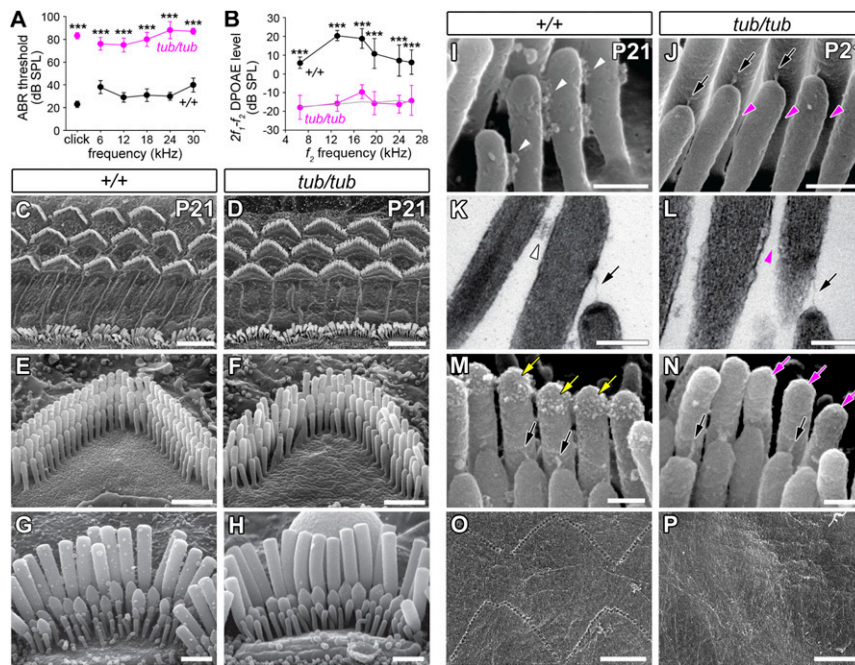 A
ABR threshold
(dB SPL)
100
80
60
40
20
0
***
***
***
***
***
***
tub/tub
+/+
click
6
12
18
24
30
frequency (kHz)
B
2f1-f2 DPOAE level
(dB SPL)
30
20
10
0
-10
-20
-30
***
***
***
***
***
***
+/+
tub/tub
8
12
16
20
24
28
f2 frequency (kHz)
+/+
tub/tub
+/+
tub/tub
C
P21
D
P21
E
F
G
H
I
P21
J
P2
K
L
M
N
O
P